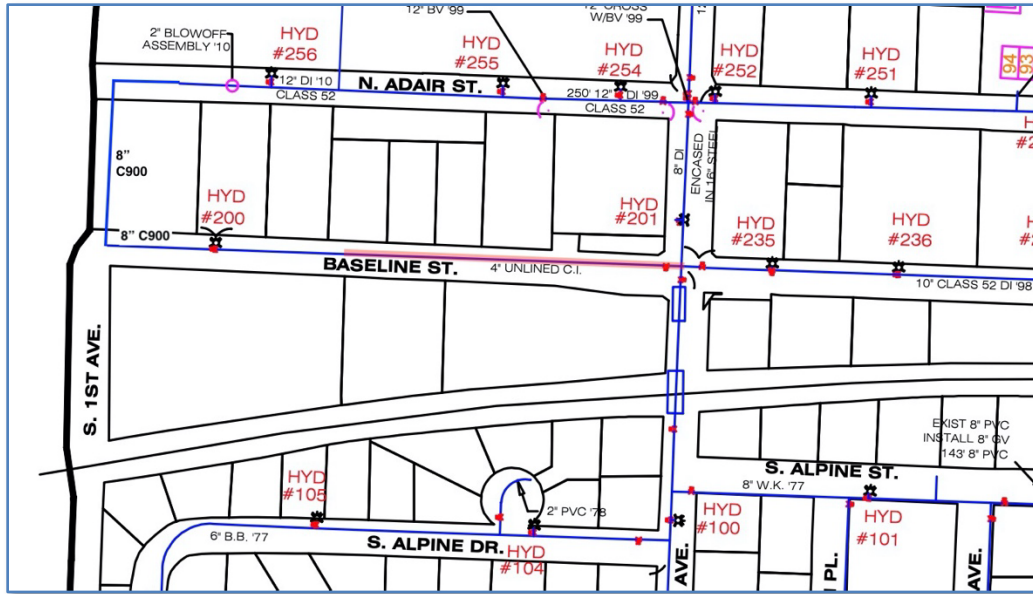 12" BV '99
12" CROSS
W/BV '99
2" BLOWOFF
ASSEMBLY '10
HYD
#256
HYD
#255
HYD
#254
HYD
#252
HYD
#251
94
93
12" DI '10
CLASS 52
N. ADAIR ST.
250' 12" DI '99
CLASS 52
8"
C900
8" DI
ENCASED
IN 16" STEEL
HYD
#200
HYD
#201
HYD
#235
HYD
#236
8" C900
BASELINE ST.
4" UNLINED C.I.
10" CLASS 52 DI '98
S. 1ST AVE.
EXIST 8" PVC
INSTALL 8" GV
143' 8" PVC
S. ALPINE ST.
8" W.K. '77
HYD
#105
2" PVC '78
HYD
#100
HYD
#101
6" B.B. '77
S. ALPINE DR.
HYD
#104
AVE.
PL.
AVE.